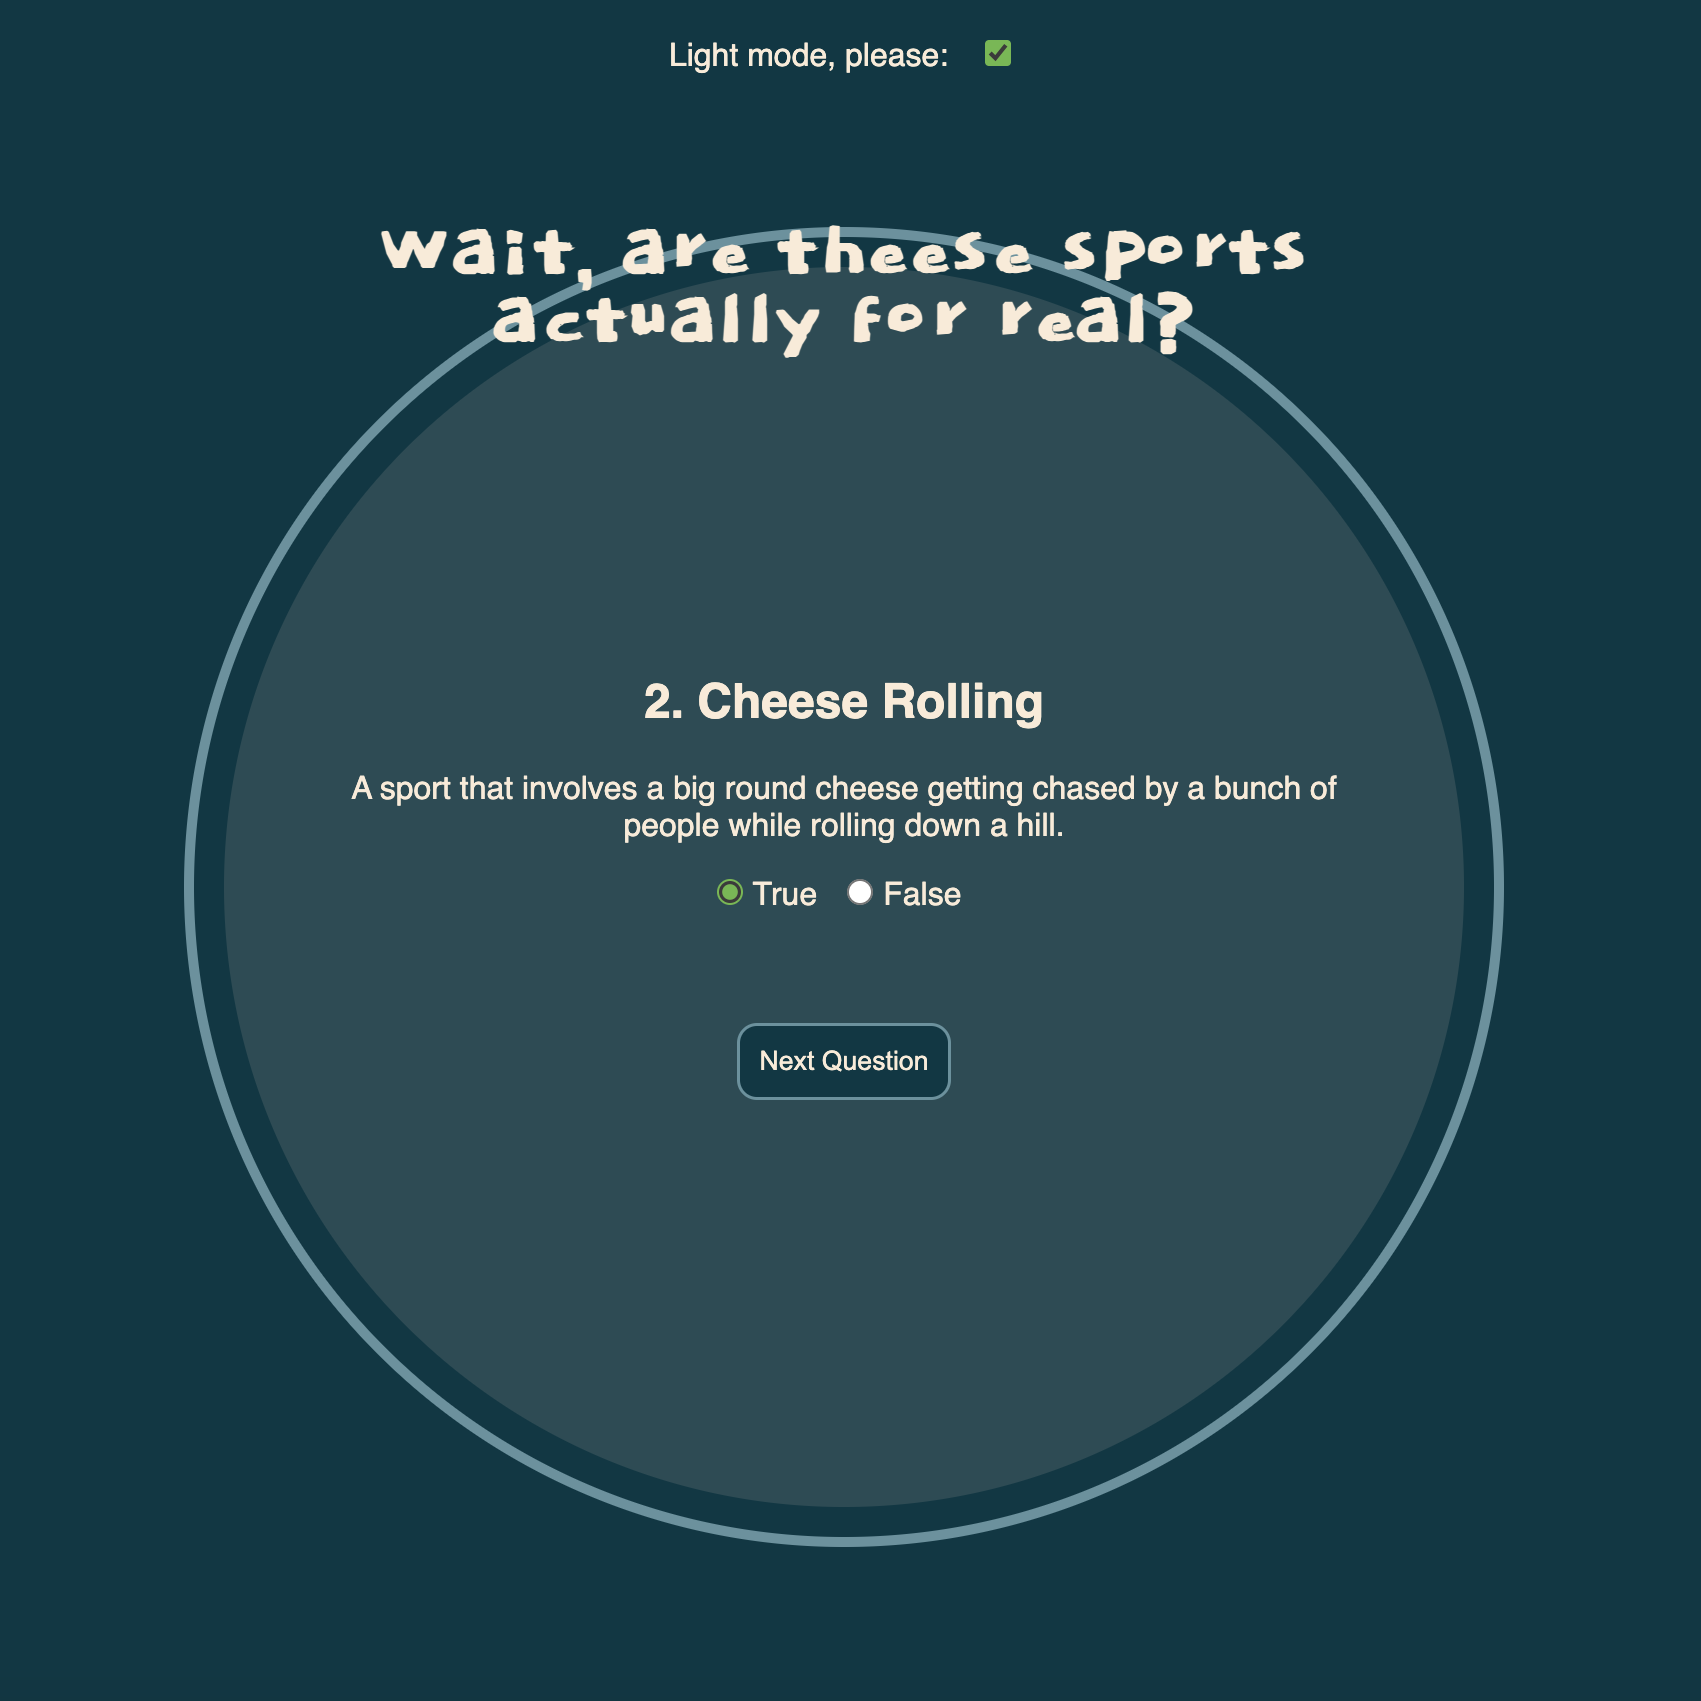 Light mode, please:
wait, are theese sports
actually for real?
2. Cheese Rolling
A sport that involves a big round cheese getting chased by a bunch of
people while rolling down a hill.
True False
Next Question